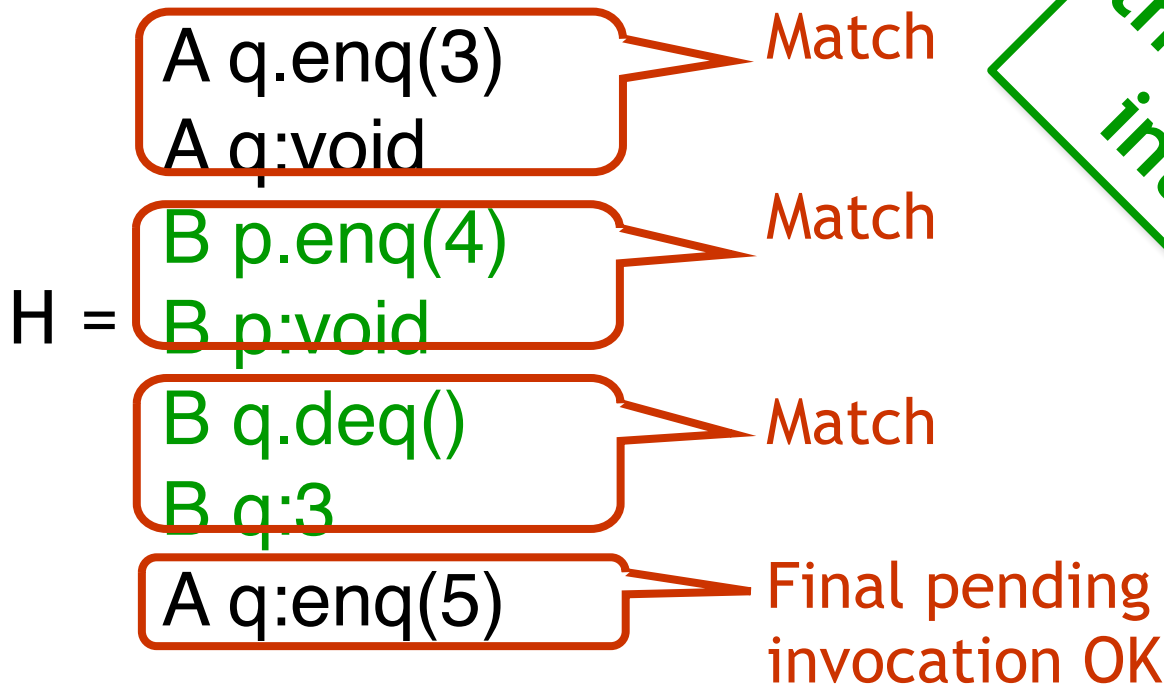 A q.enq(3)
Match
A q:void
B p.enq(4)
Match
H =
B p:void
B q.deq()
Match
B q:3
A q:enq(5)
Final pending
invocation OK